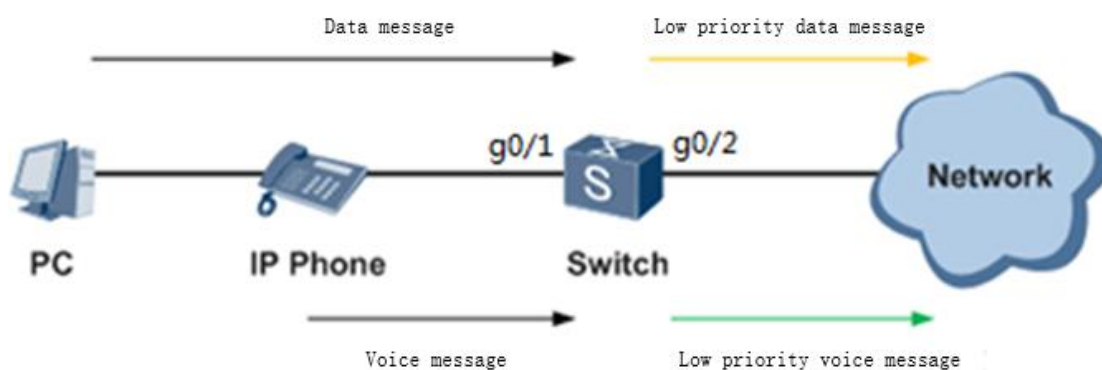 Data message
Low priority data message
g0/1
g0/2
S
Network
PC
IP Phone
Switch
Voice message
Low priority voice message